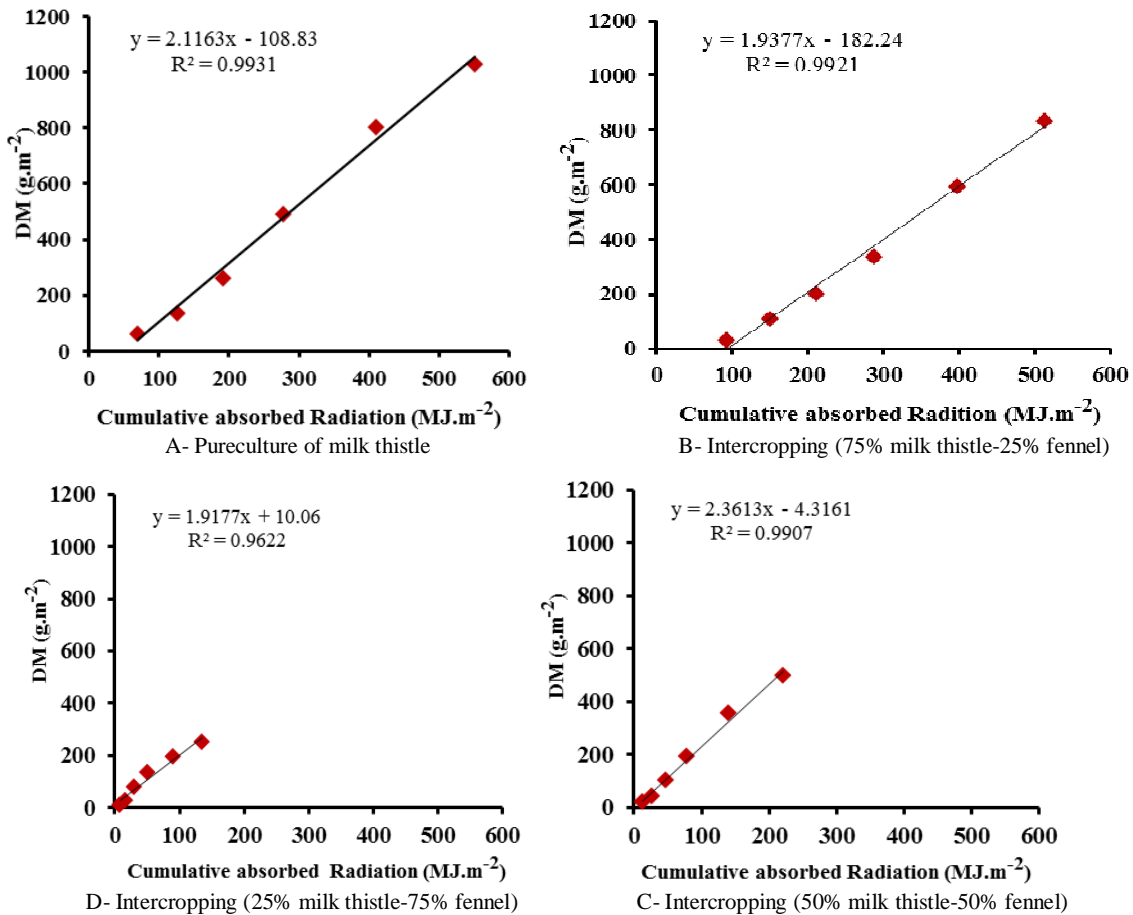 1200
1000
800
600
400
200
0
DM (g.m⁻²)
y = 2.1163x - 108.83
R² = 0.9931
0 100 200 300 400 500 600
Cumulative absorbed Radiation (MJ.m⁻²)
A- Pureculture of milk thistle
1200
1000
800
600
400
200
0
DM (g.m⁻²)
y = 1.9377x - 182.24
R² = 0.9921
0 100 200 300 400 500 600
Cumulative absorbed Radition (MJ.m⁻²)
B- Intercropping (75% milk thistle-25% fennel)
1200
1000
800
600
400
200
0
DM (g.m⁻²)
y = 1.9177x + 10.06
R² = 0.9622
0 100 200 300 400 500 600
Cumulative absorbed Radiation (MJ.m⁻²)
D- Intercropping (25% milk thistle-75% fennel)
1200
1000
800
600
400
200
0
DM (g.m⁻²)
y = 2.3613x - 4.3161
R² = 0.9907
0 100 200 300 400 500 600
Cumulative absorbed Radiation (MJ.m⁻²)
C- Intercropping (50% milk thistle-50% fennel)